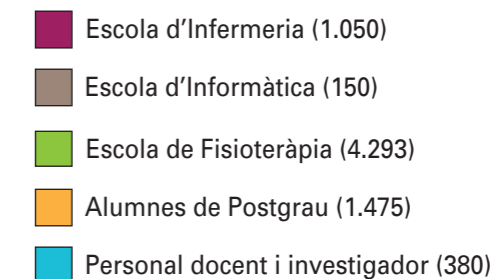 Escola d’Infermeria (1.050)
Escola d’Informàtica (150)
Escola de Fisioteràpia (4.293)
Alumnes de Postgrau (1.475)
Personal docent i investigador (380)